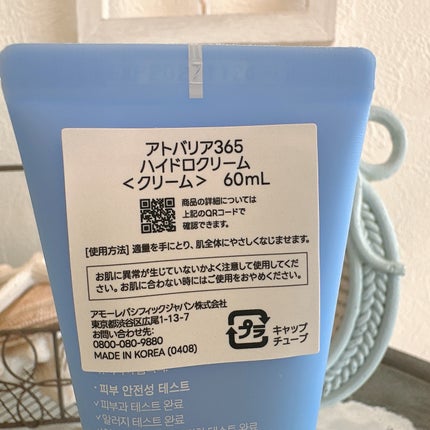 アトバリア365
ハイドロクリーム
＜クリーム＞ 60mL
商品の詳細については
上記のQRコードで
確認できます。
[使用方法] 適量を手にとり、肌全体にやさしくなじませます。
お肌に異常が生じていないかよく注意して使用してくだ
さい。お肌に合わない時にはご使用をおやめください。
アモーレパシフィックジャパン株式会社
東京都渋谷区広尾1-13-7
お問い合わせ先:
0800-080-9880
MADE IN KOREA (0408)
プラ
キャップ
チューブ
· 피부 안전성 테스트
✓피부과 테스트 완료
✓알러지 테스트 완료
테스트 완료